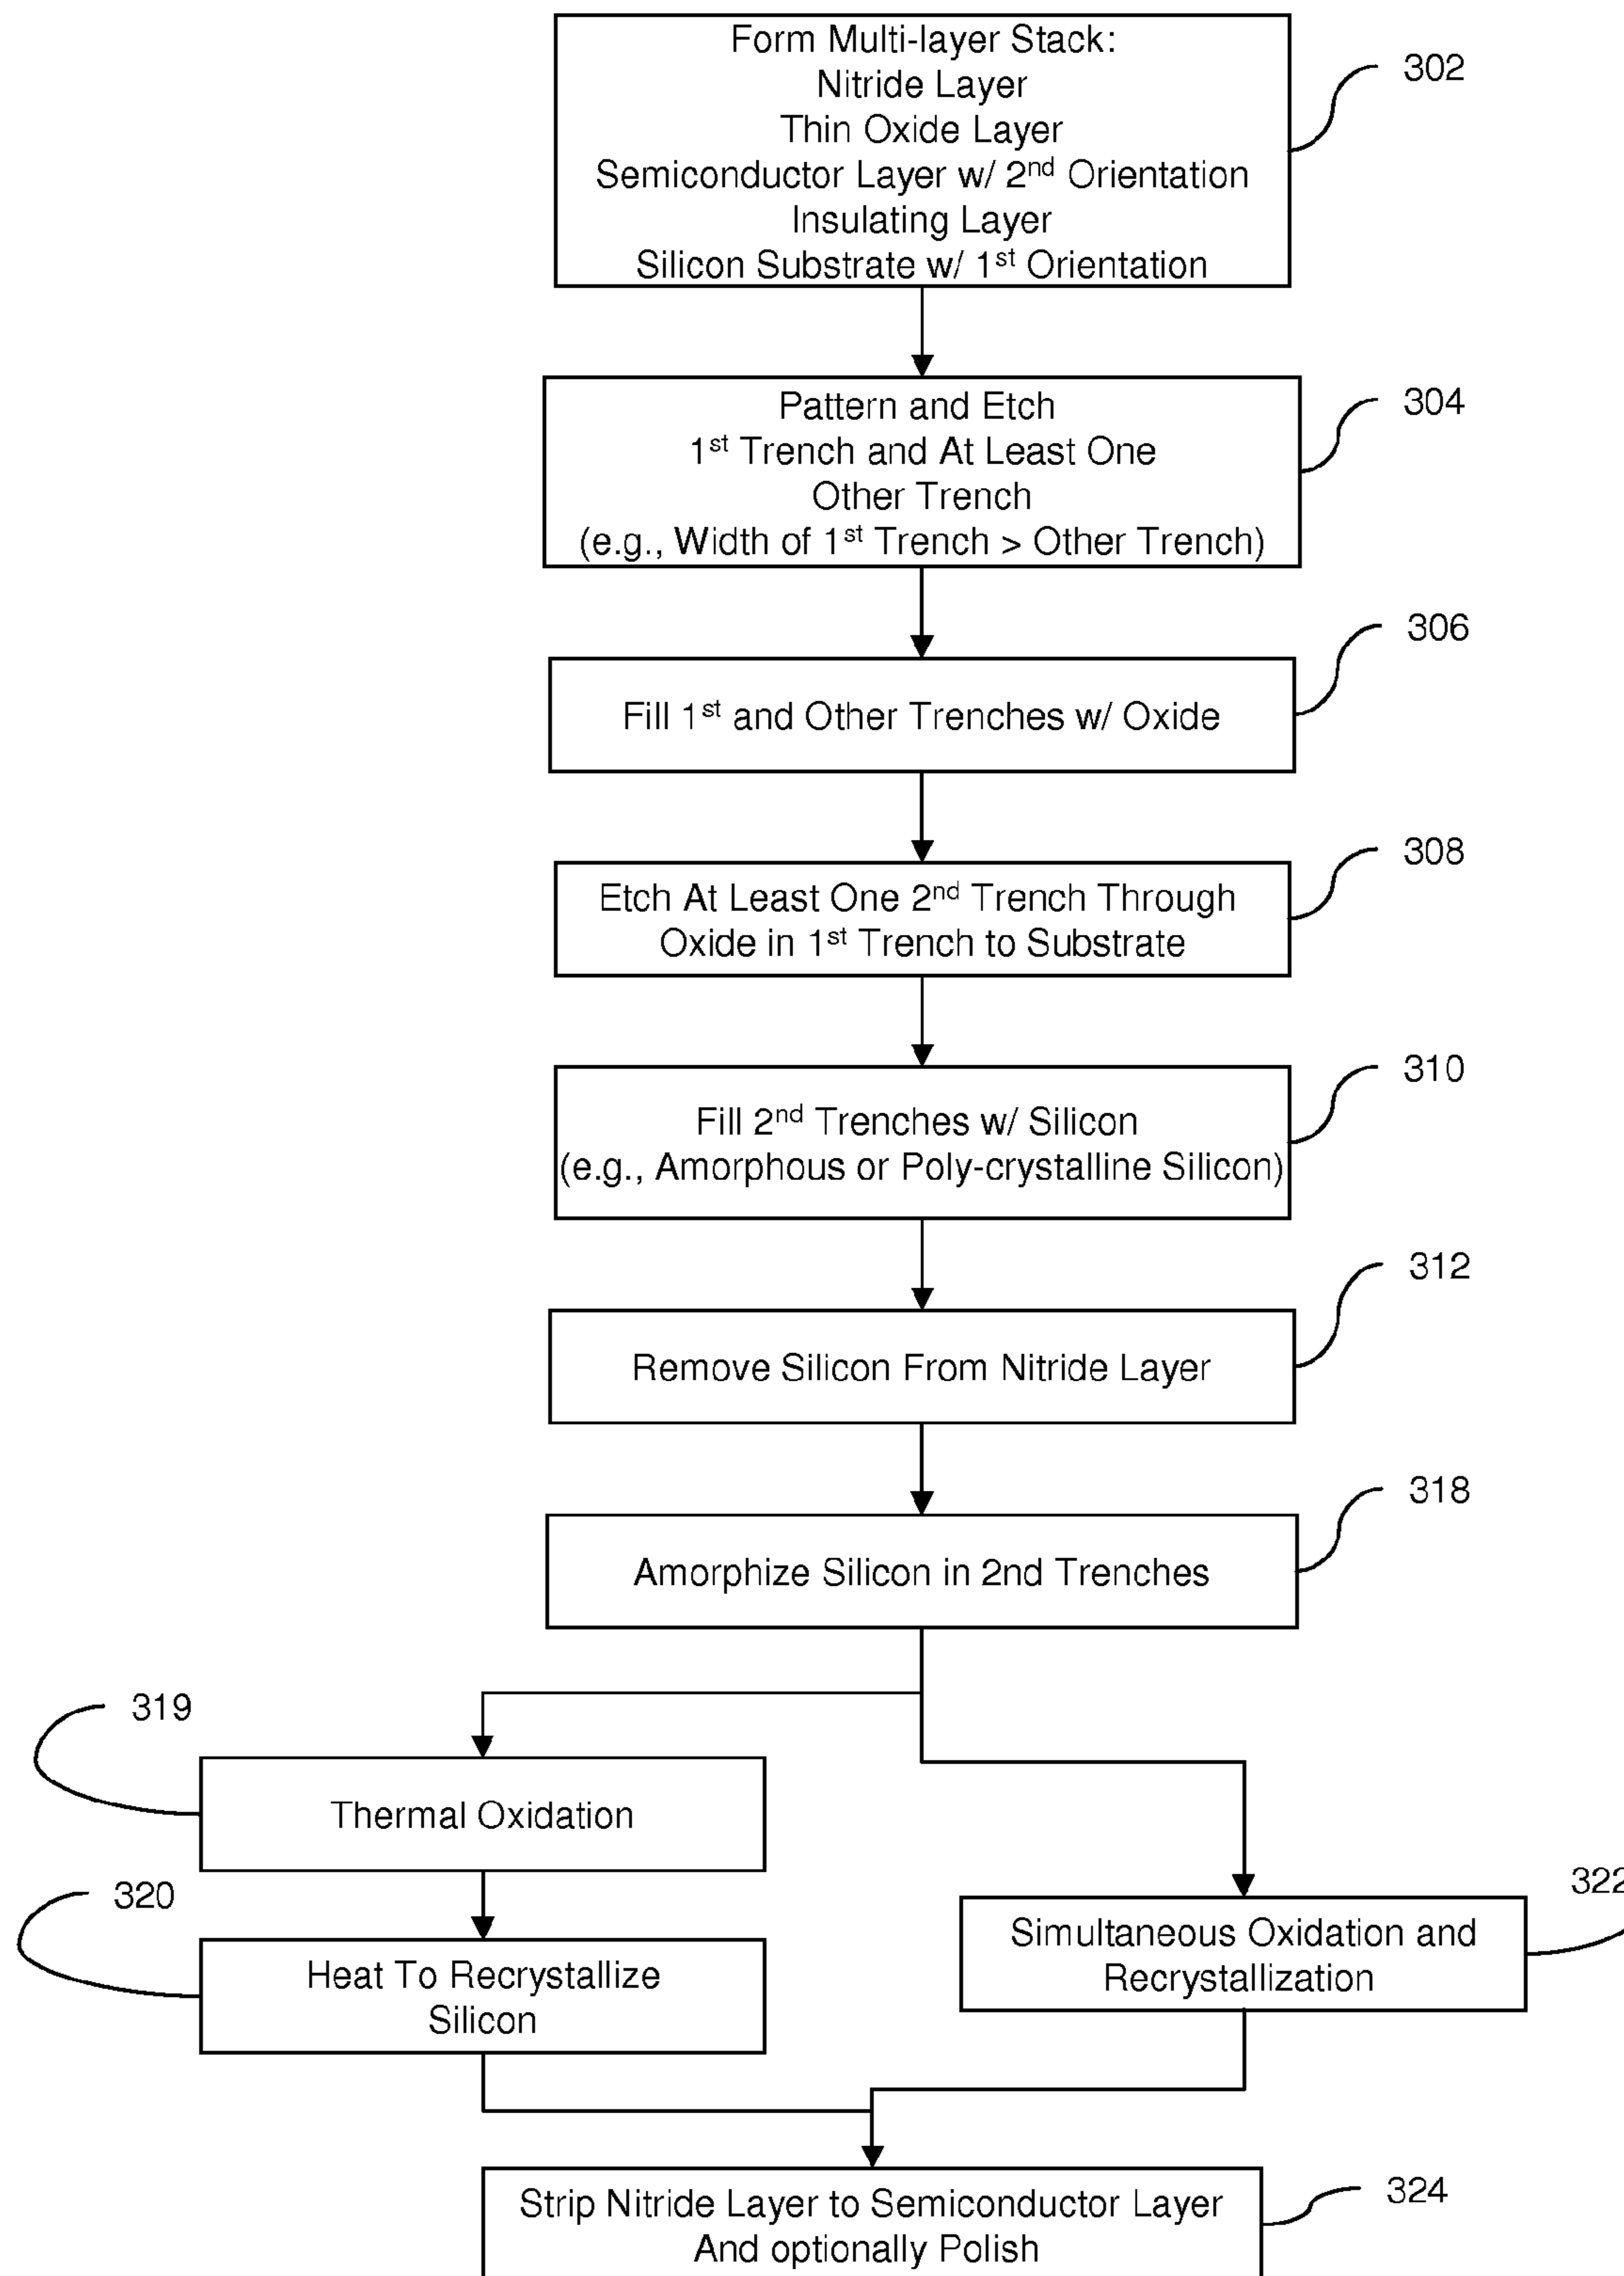 Form Multi-layer Stack:
Nitride Layer
Thin Oxide Layer
Semiconductor Layer w/ 2nd Orientation
Insulating Layer
Silicon Substrate w/ 1st Orientation
302
Pattern and Etch
1st Trench and At Least One
Other Trench
(e.g., Width of 1st Trench > Other Trench)
304
Fill 1st and Other Trenches w/ Oxide
306
Etch At Least One 2nd Trench Through
Oxide in 1st Trench to Substrate
308
Fill 2nd Trenches w/ Silicon
(e.g., Amorphous or Poly-crystalline Silicon)
310
Remove Silicon From Nitride Layer
312
Amorphize Silicon in 2nd Trenches
318
319
Thermal Oxidation
320
Heat To Recrystallize
Silicon
322
Simultaneous Oxidation and
Recrystallization
Strip Nitride Layer to Semiconductor Layer
And optionally Polish
324